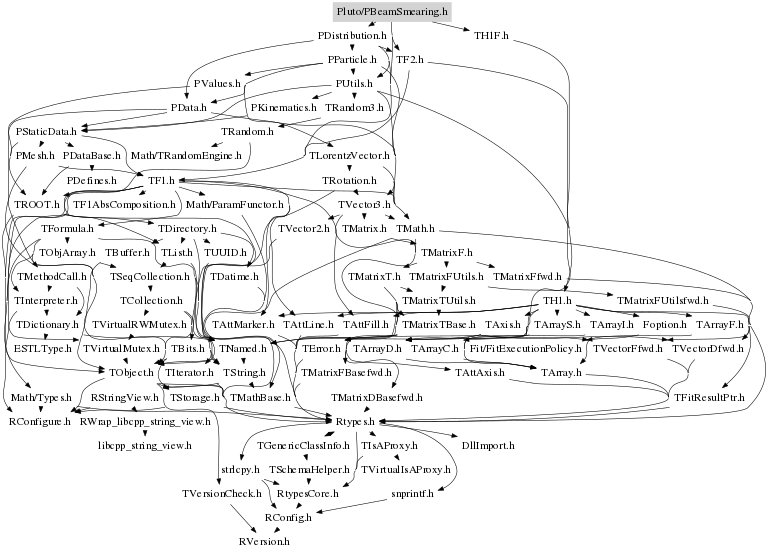 Pluto/PBeamSmearing.h
PDistribution.h TH1F.h
PParticle.h TF2.h
PValues.h PUtils.h
PData.h PKinematics.h TRandom3.h
PStaticData.h TRandom.h
PMesh.h PDataBase.h Math/TRandomEngine.h TLorentzVector.h
PDefines.h TF1.h TRotation.h
TROOT.h TF1AbsComposition.h Math/ParamFunctor.h TVector3.h
TFormula.h TDirectory.h TVector2.h TMatrix.h TMath.h
TObjArray.h TBuffer.h TList.h TUUID.h TMatrixF.h
TMethodCall.h TSeqCollection.h TDatime.h TMatrixT.h TMatrixFUtils.h TMatrixFfwd.h
TInterpreter.h TCollection.h TMatrixTUtils.h TH1.h TMatrixFUtilsfwd.h
TDictionary.h TVirtualRWMutex.h TAttMarker.h TAttLine.h TAttFill.h TMatrixTBase.h TAxis.h TArrayS.h TArrayI.h Foption.h TArrayF.h
ESTLType.h TVirtualMutex.h TBits.h TNamed.h TError.h TArrayD.h TArrayC.h Fit/FitExecutionPolicy.h TVectorFfwd.h TVectorDfwd.h
TObject.h TIterator.h TString.h TMatrixFBasefwd.h TAttAxis.h TArray.h
Math/Types.h RStringView.h TStorage.h TMathBase.h TMatrixDBasefwd.h TFitResultPtr.h
RConfigure.h RWrap_libcpp_string_view.h Rtypes.h
libcpp_string_view.h TGenericClassInfo.h TIsAProxy.h DllImport.h
strlcpy.h TSchemaHelper.h TVirtualIsAProxy.h
TVersionCheck.h RtypesCore.h snprintf.h
RConfig.h
RVersion.h